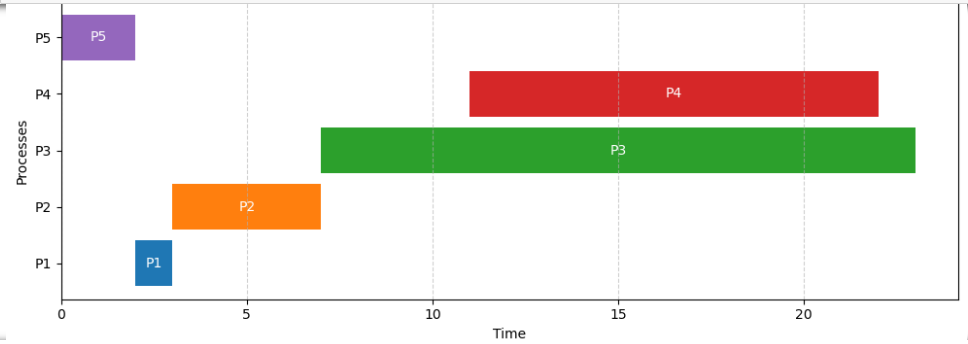 P5 P5
P4 P4
P3 P3
P2 P2
P1 P1
Processes
0 5 10 15 20
Time